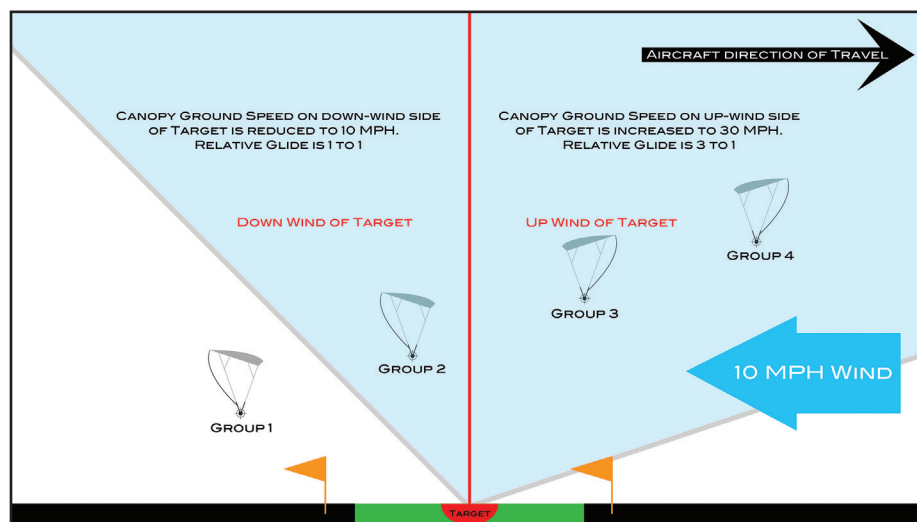 Aircraft direction of Travel
Canopy Ground Speed on down-wind side
of Target is reduced to 10 MPH.
Relative Glide is 1 to 1
Canopy Ground Speed on up-wind side
of Target is increased to 30 MPH.
Relative Glide is 3 to 1
Down Wind of Target
Up Wind of Target
Group 4
Group 3
Group 2
10 MPH Wind
Group 1
Target